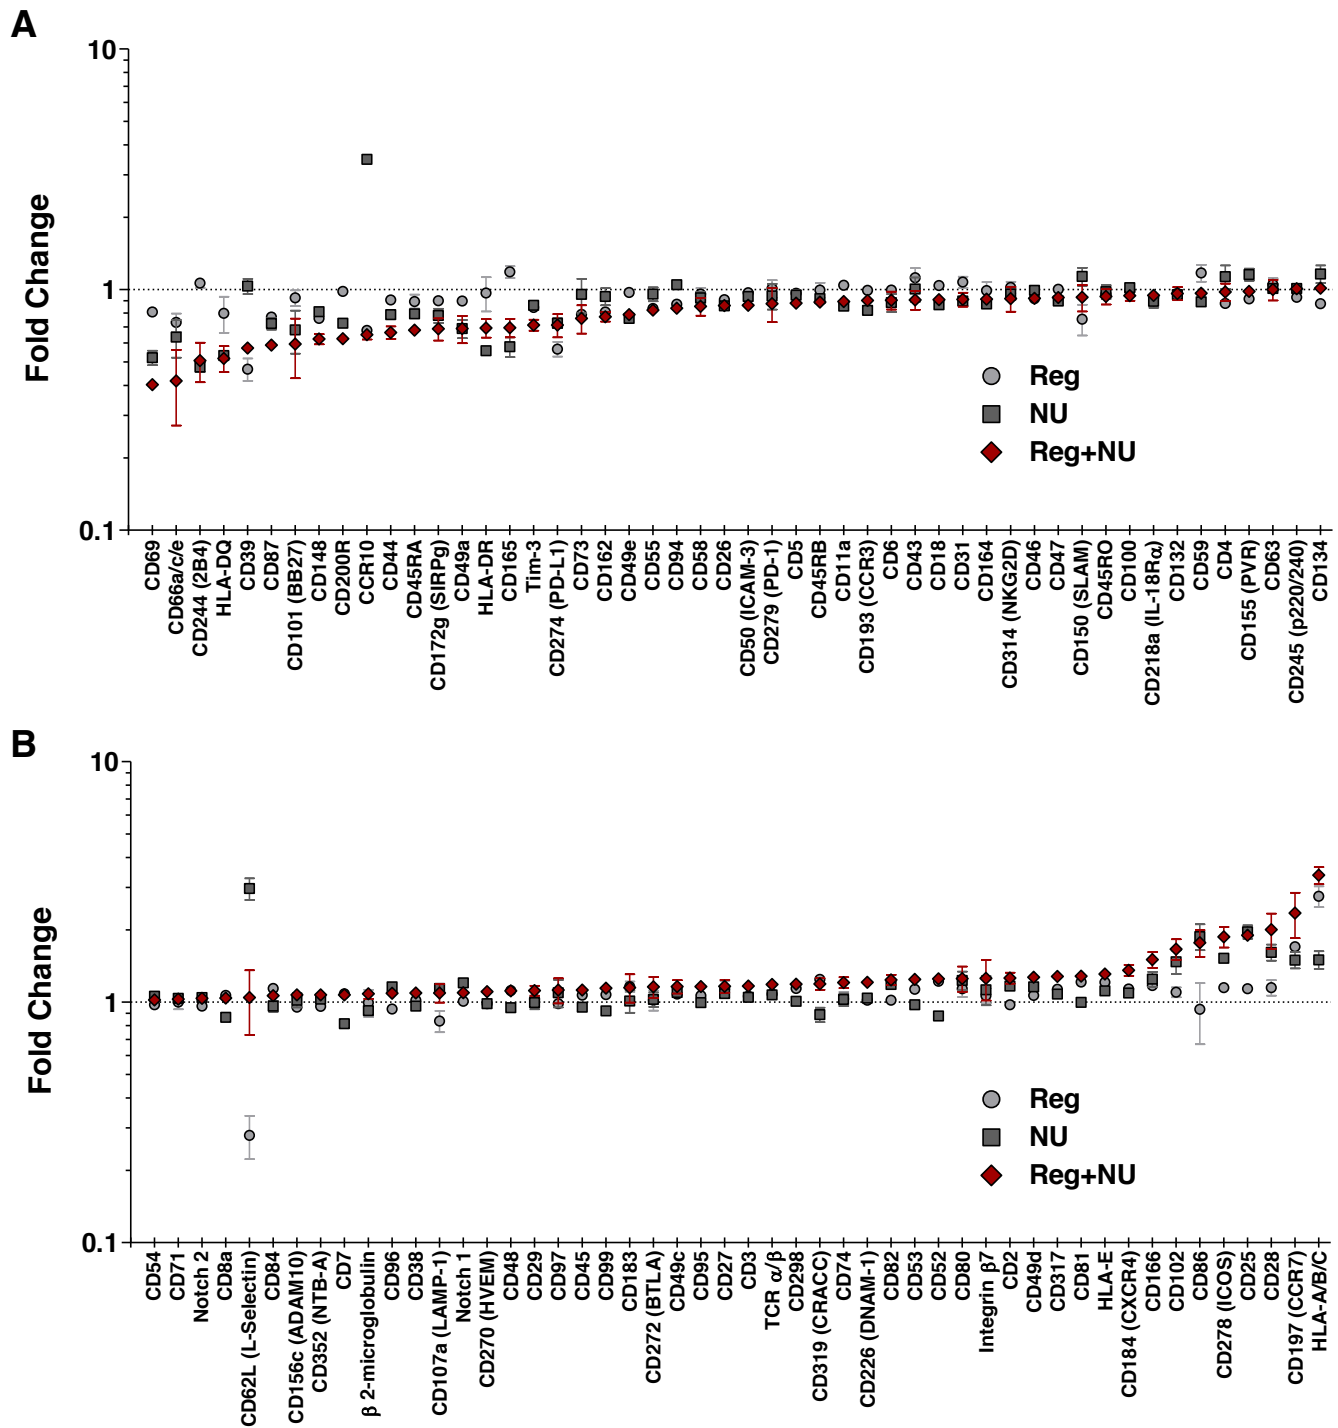 A
10
1
0.1
Fold Change
Reg
NU
Reg+NU
CD69
CD66a/c/e
CD244 (2B4)
HLA-DQ
CD39
CD87
CD101 (BB27)
CD148
CD200R
CCR10
CD44
CD45RA
CD172g (SIRPg)
CD49a
HLA-DR
CD165
Tim-3
CD274 (PD-L1)
CD73
CD162
CD49e
CD55
CD94
CD58
CD26
CD50 (ICAM-3)
CD279 (PD-1)
CD5
CD45RB
CD11a
CD193 (CCR3)
CD6
CD43
CD18
CD31
CD164
CD314 (NKG2D)
CD46
CD47
CD150 (SLAM)
CD45RO
CD100
CD218a (IL-18Rα)
CD132
CD59
CD4
CD155 (PVR)
CD63
CD245 (p220/240)
CD134
B
10
1
0.1
Fold Change
Reg
NU
Reg+NU
CD54
CD71
Notch 2
CD8a
CD62L (L-Selectin)
CD84
CD156c (ADAM10)
CD352 (NTB-A)
CD7
β 2-microglobulin
CD96
CD38
CD107a (LAMP-1)
Notch 1
CD270 (HVEM)
CD48
CD29
CD97
CD45
CD99
CD183
CD272 (BTLA)
CD49c
CD95
CD27
CD3
TCR α/β
CD298
CD319 (CRACC)
CD74
CD226 (DNAM-1)
CD82
CD53
CD52
CD80
Integrin β7
CD2
CD49d
CD317
CD81
HLA-E
CD184 (CXCR4)
CD166
CD102
CD86
CD278 (ICOS)
CD25
CD28
CD197 (CCR7)
HLA-A/B/C